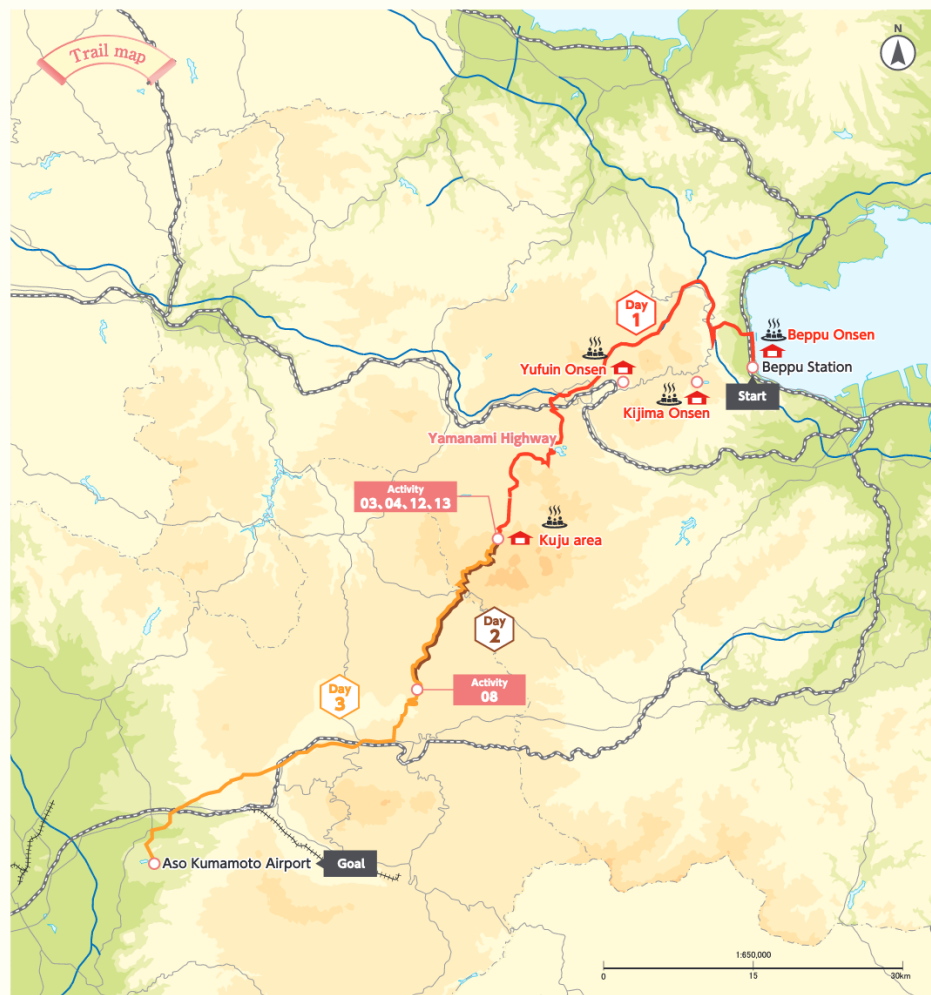 Trail map
N
Day
1
Beppu Onsen
Yufuin Onsen
Beppu Station
Start
Kijima Onsen
Yamanami Highway
Activity
03、04、12、13
Kuju area
Day
2
Activity
08
Day
3
Aso Kumamoto Airport
Goal
1:650,000
0
15
30km